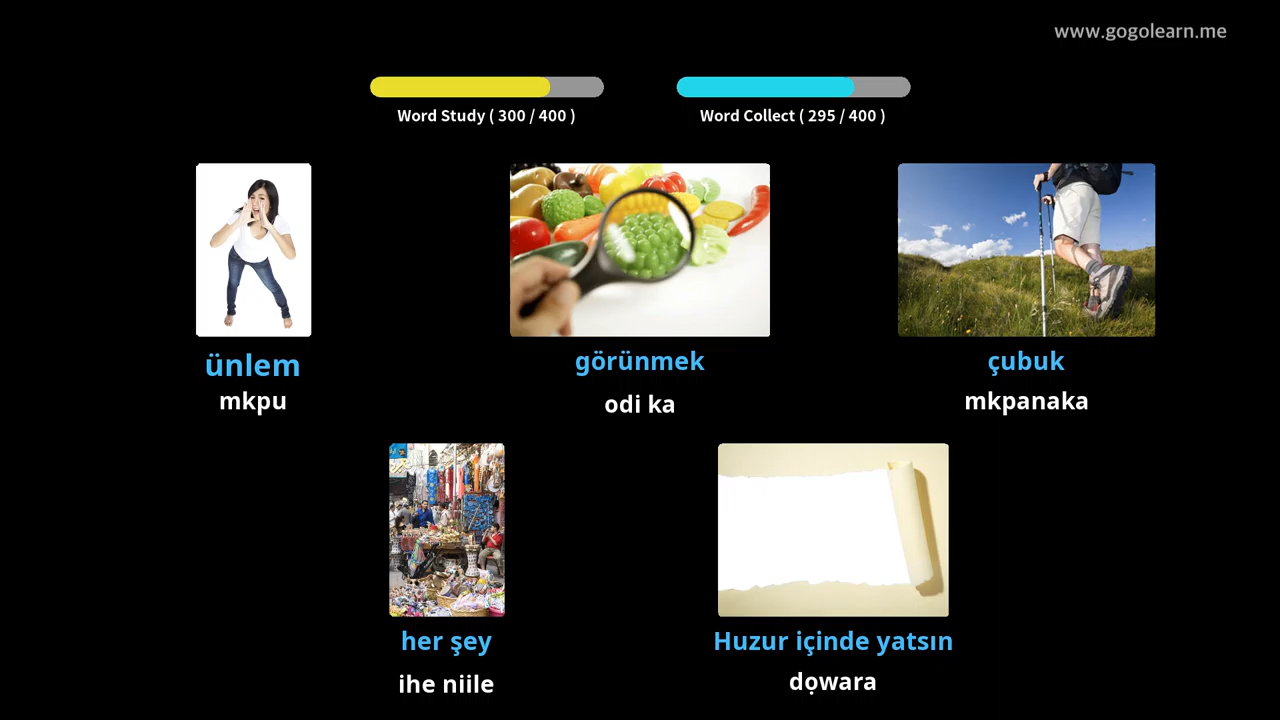 www.gogolearn.me
Word Study ( 300 / 400 )
Word Collect ( 295 / 400 )
ünlem
mkpu
görünmek
odi ka
çubuk
mkpanaka
her şey
ihe niile
Huzur içinde yatsın
dọwara